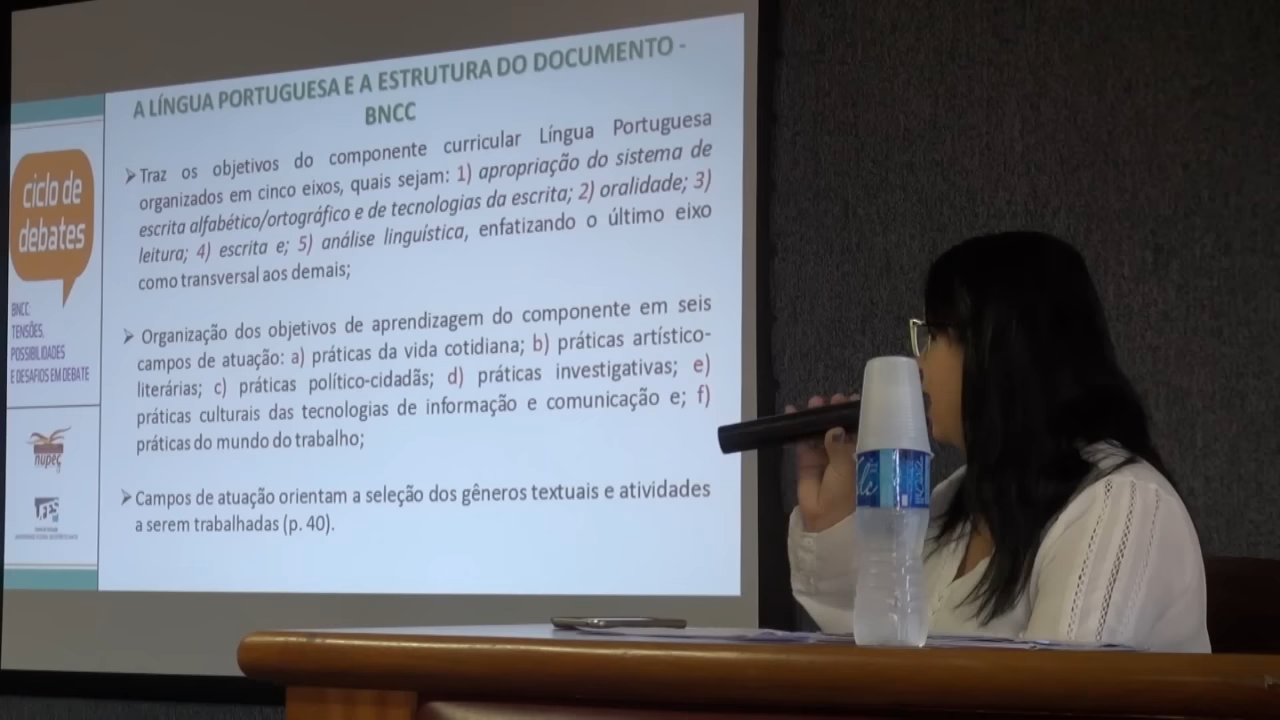 A LÍNGUA PORTUGUESA E A ESTRUTURA DO DOCUMENTO -
BNCC
➢Traz os objetivos do componente curricular Língua Portuguesa
organizados em cinco eixos, quais sejam: 1) apropriação do sistema de
escrita alfabético/ortográfico e de tecnologias da escrita; 2) oralidade; 3)
leitura; 4) escrita e; 5) análise linguística, enfatizando o último eixo
como transversal aos demais;
➢ Organização dos objetivos de aprendizagem do componente em seis
campos de atuação: a) práticas da vida cotidiana; b) práticas artístico-
literárias; c) práticas político-cidadãs; d) práticas investigativas; e)
práticas culturais das tecnologias de informação e comunicação e; f)
práticas do mundo do trabalho;
➢Campos de atuação orientam a seleção dos gêneros textuais e atividades
a serem trabalhadas (p. 40).
ciclo de
debates
BNCC:
TENSÕES,
POSSIBILIDADES
E DESAFIOS EM DEBATE
nupeç
UFES